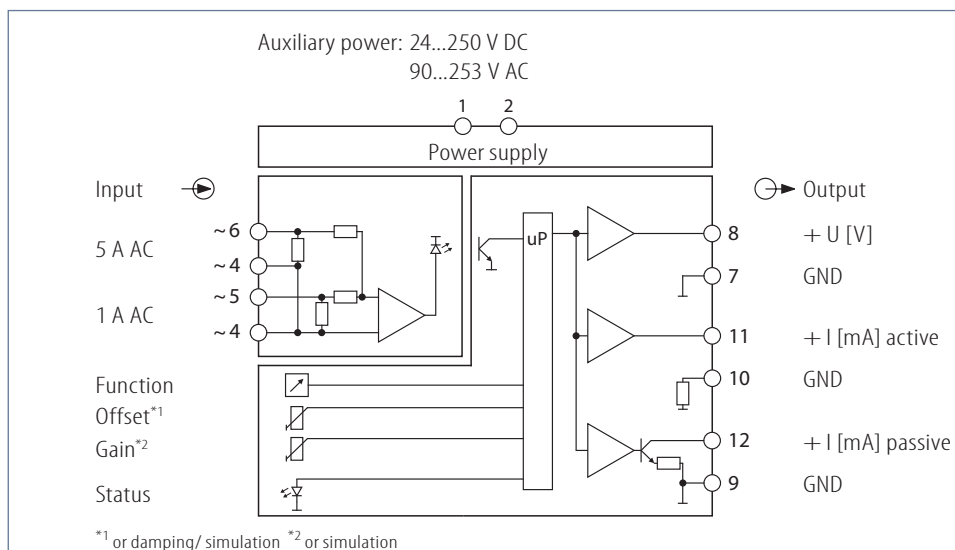 Auxiliary power: 24...250 V DC
90...253 V AC
1 2
Power supply
Input
Output
5 A AC
~6
~4
1 A AC
~5
~4
uP
8 + U [V]
7 GND
11 + I [mA] active
10 GND
12 + I [mA] passive
9 GND
Function
Offset*1
Gain*2
Status
*1 or damping/ simulation *2 or simulation